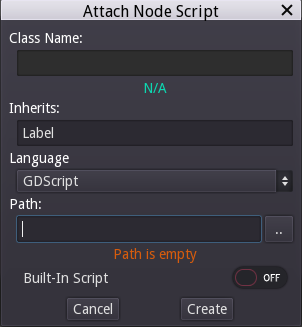 Attach Node Script
Class Name:
N/A
Inherits:
Label
Language
GDScript
Path:
..
Path is empty
Built-In Script OFF
Cancel Create